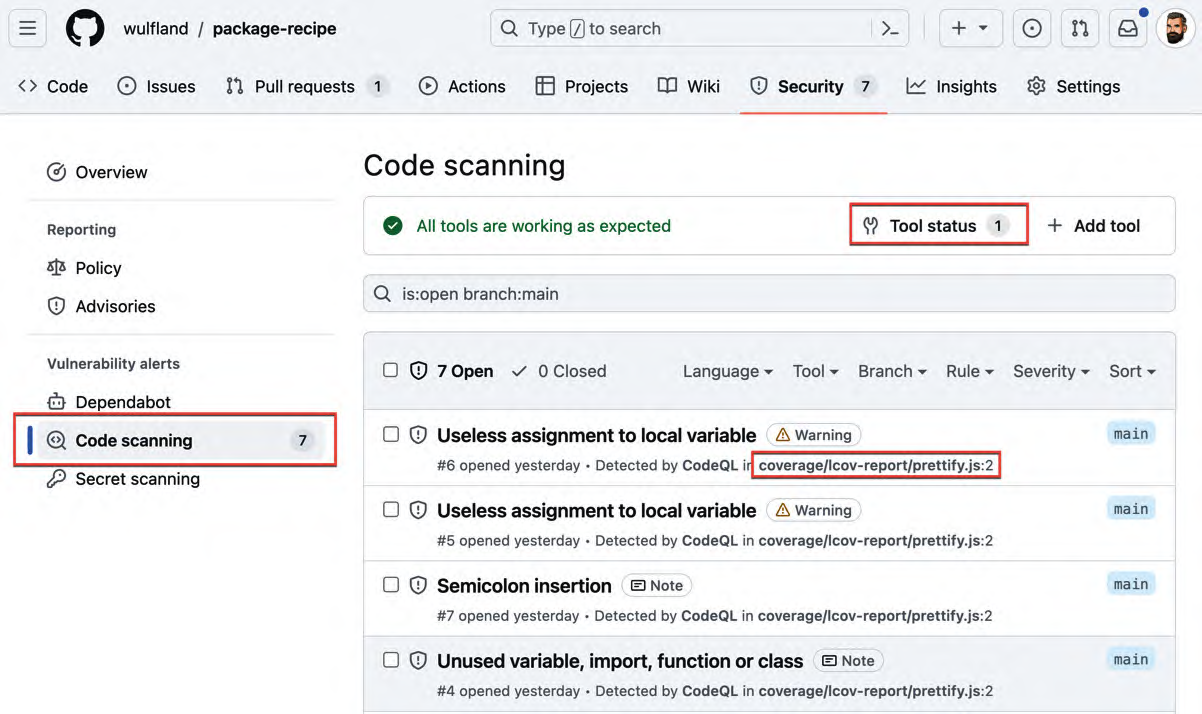 wulfland / package-recipe
Type / to search
Code Issues Pull requests 1 Actions Projects Wiki Security 7 Insights Settings
Overview
Reporting
Policy
Advisories
Vulnerability alerts
Dependabot
Code scanning 7
Secret scanning
Code scanning
All tools are working as expected Tool status 1 + Add tool
is:open branch:main
7 Open 0 Closed Language Tool Branch Rule Severity Sort
Useless assignment to local variable Warning main
#6 opened yesterday • Detected by CodeQL in coverage/lcov-report/prettify.js:2
Useless assignment to local variable Warning main
#5 opened yesterday • Detected by CodeQL in coverage/lcov-report/prettify.js:2
Semicolon insertion Note main
#7 opened yesterday • Detected by CodeQL in coverage/lcov-report/prettify.js:2
Unused variable, import, function or class Note main
#4 opened yesterday • Detected by CodeQL in coverage/lcov-report/prettify.js:2